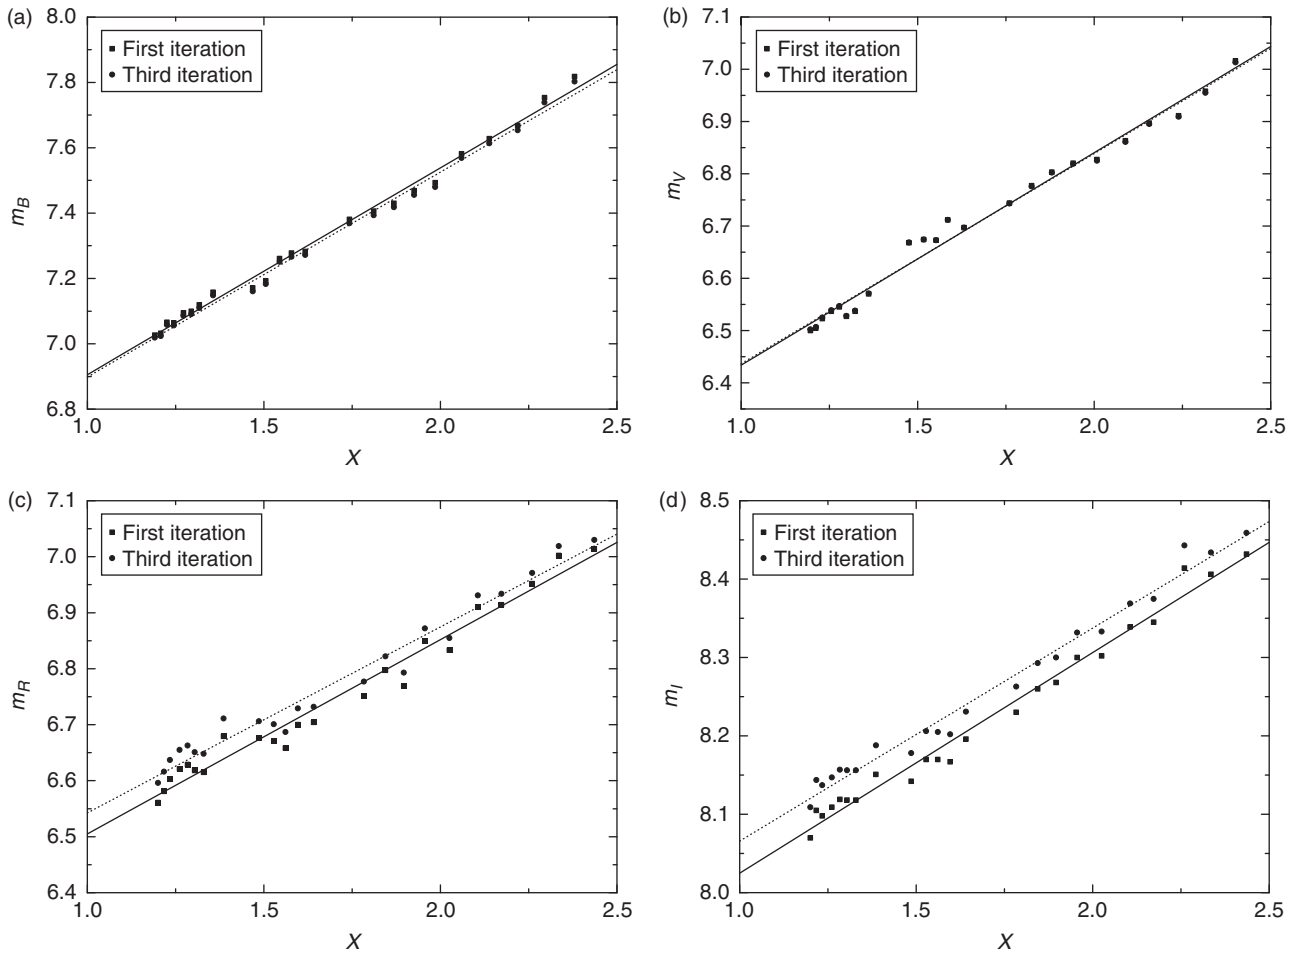 (a)
8.0
7.8
7.6
7.4
7.2
7.0
6.8
m_B
First iteration
Third iteration
1.0 1.5 2.0 2.5
X
(b)
7.1
7.0
6.9
6.8
6.7
6.6
6.5
6.4
m_V
First iteration
Third iteration
1.0 1.5 2.0 2.5
X
(c)
7.1
7.0
6.9
6.8
6.7
6.6
6.5
6.4
m_R
First iteration
Third iteration
1.0 1.5 2.0 2.5
X
(d)
8.5
8.4
8.3
8.2
8.1
8.0
m_I
First iteration
Third iteration
1.0 1.5 2.0 2.5
X